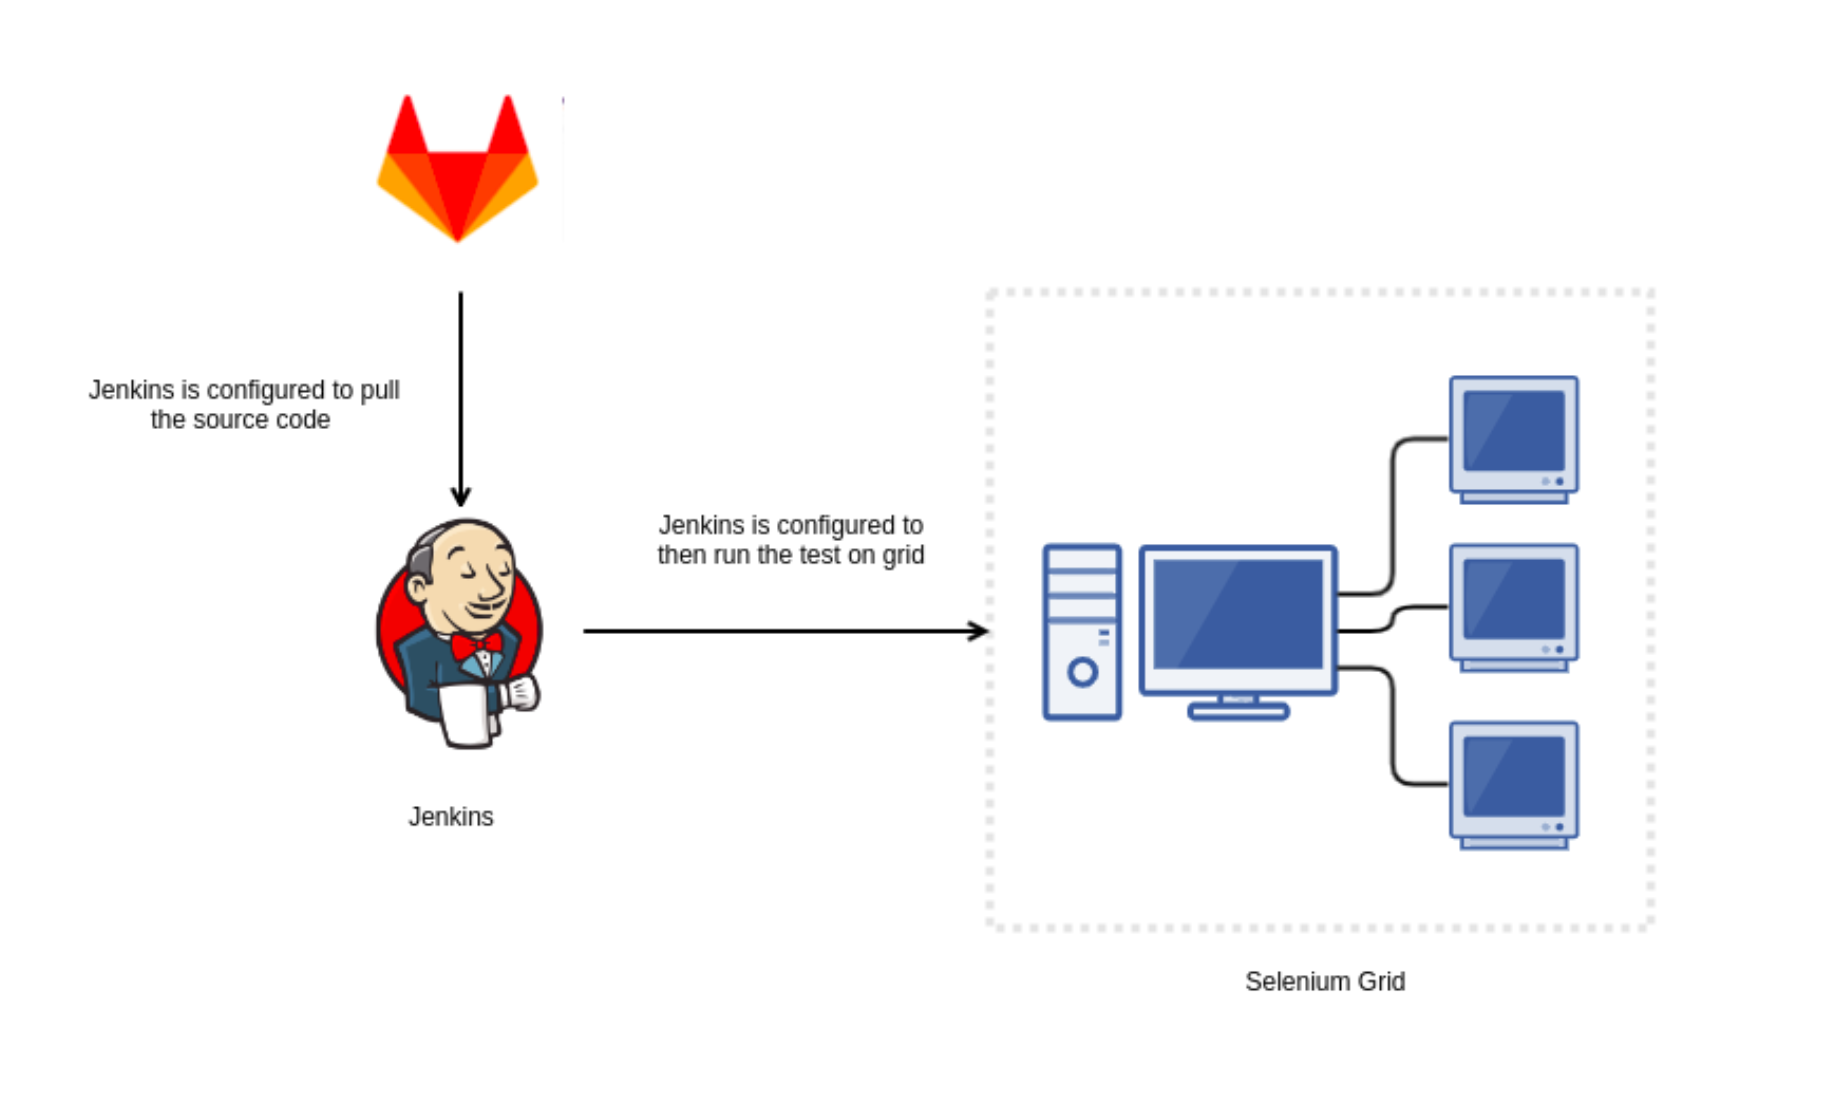 Jenkins is configured to pull
the source code
Jenkins is configured to
then run the test on grid
Jenkins
Selenium Grid